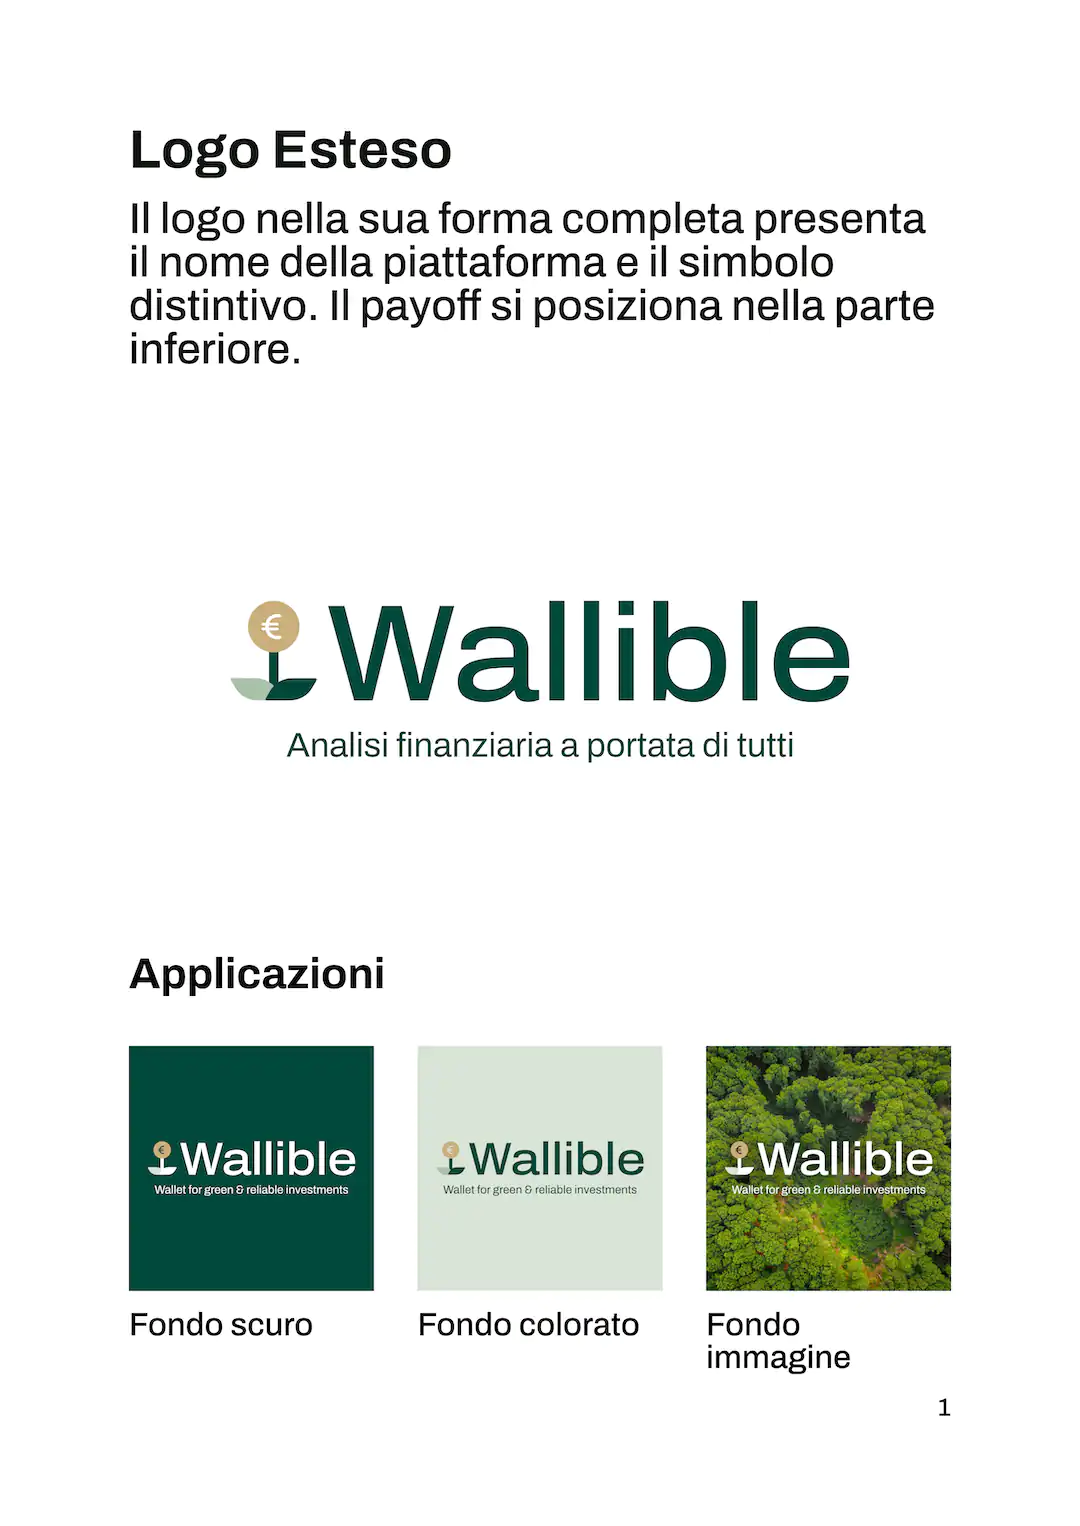 Logo Esteso
Il logo nella sua forma completa presenta
il nome della piattaforma e il simbolo
distintivo. Il payoff si posiziona nella parte
inferiore.
€
Wallible
Analisi finanziaria a portata di tutti
Applicazioni
€
Wallible
Wallet for green & reliable investments
€
Wallible
Wallet for green & reliable investments
€
Wallible
Wallet for green & reliable investments
Fondo scuro
Fondo colorato
Fondo
immagine
1